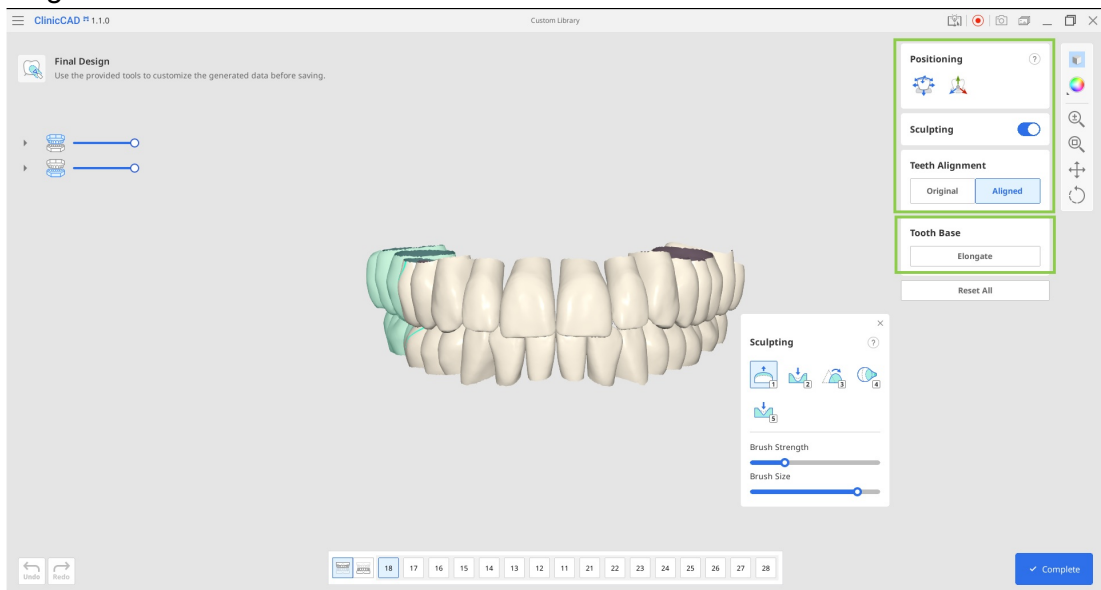 ClinicCAD 1.1.0
Custom Library
Final Design
Use the provided tools to customize the generated data before saving.
Positioning ?
Sculpting
Teeth Alignment
Original Aligned
Tooth Base
Elongate
Reset All
Sculpting ?
1 2 3 4
5
Brush Strength
Brush Size
Undo Redo
18 17 16 15 14 13 12 11 21 22 23 24 25 26 27 28
Complete